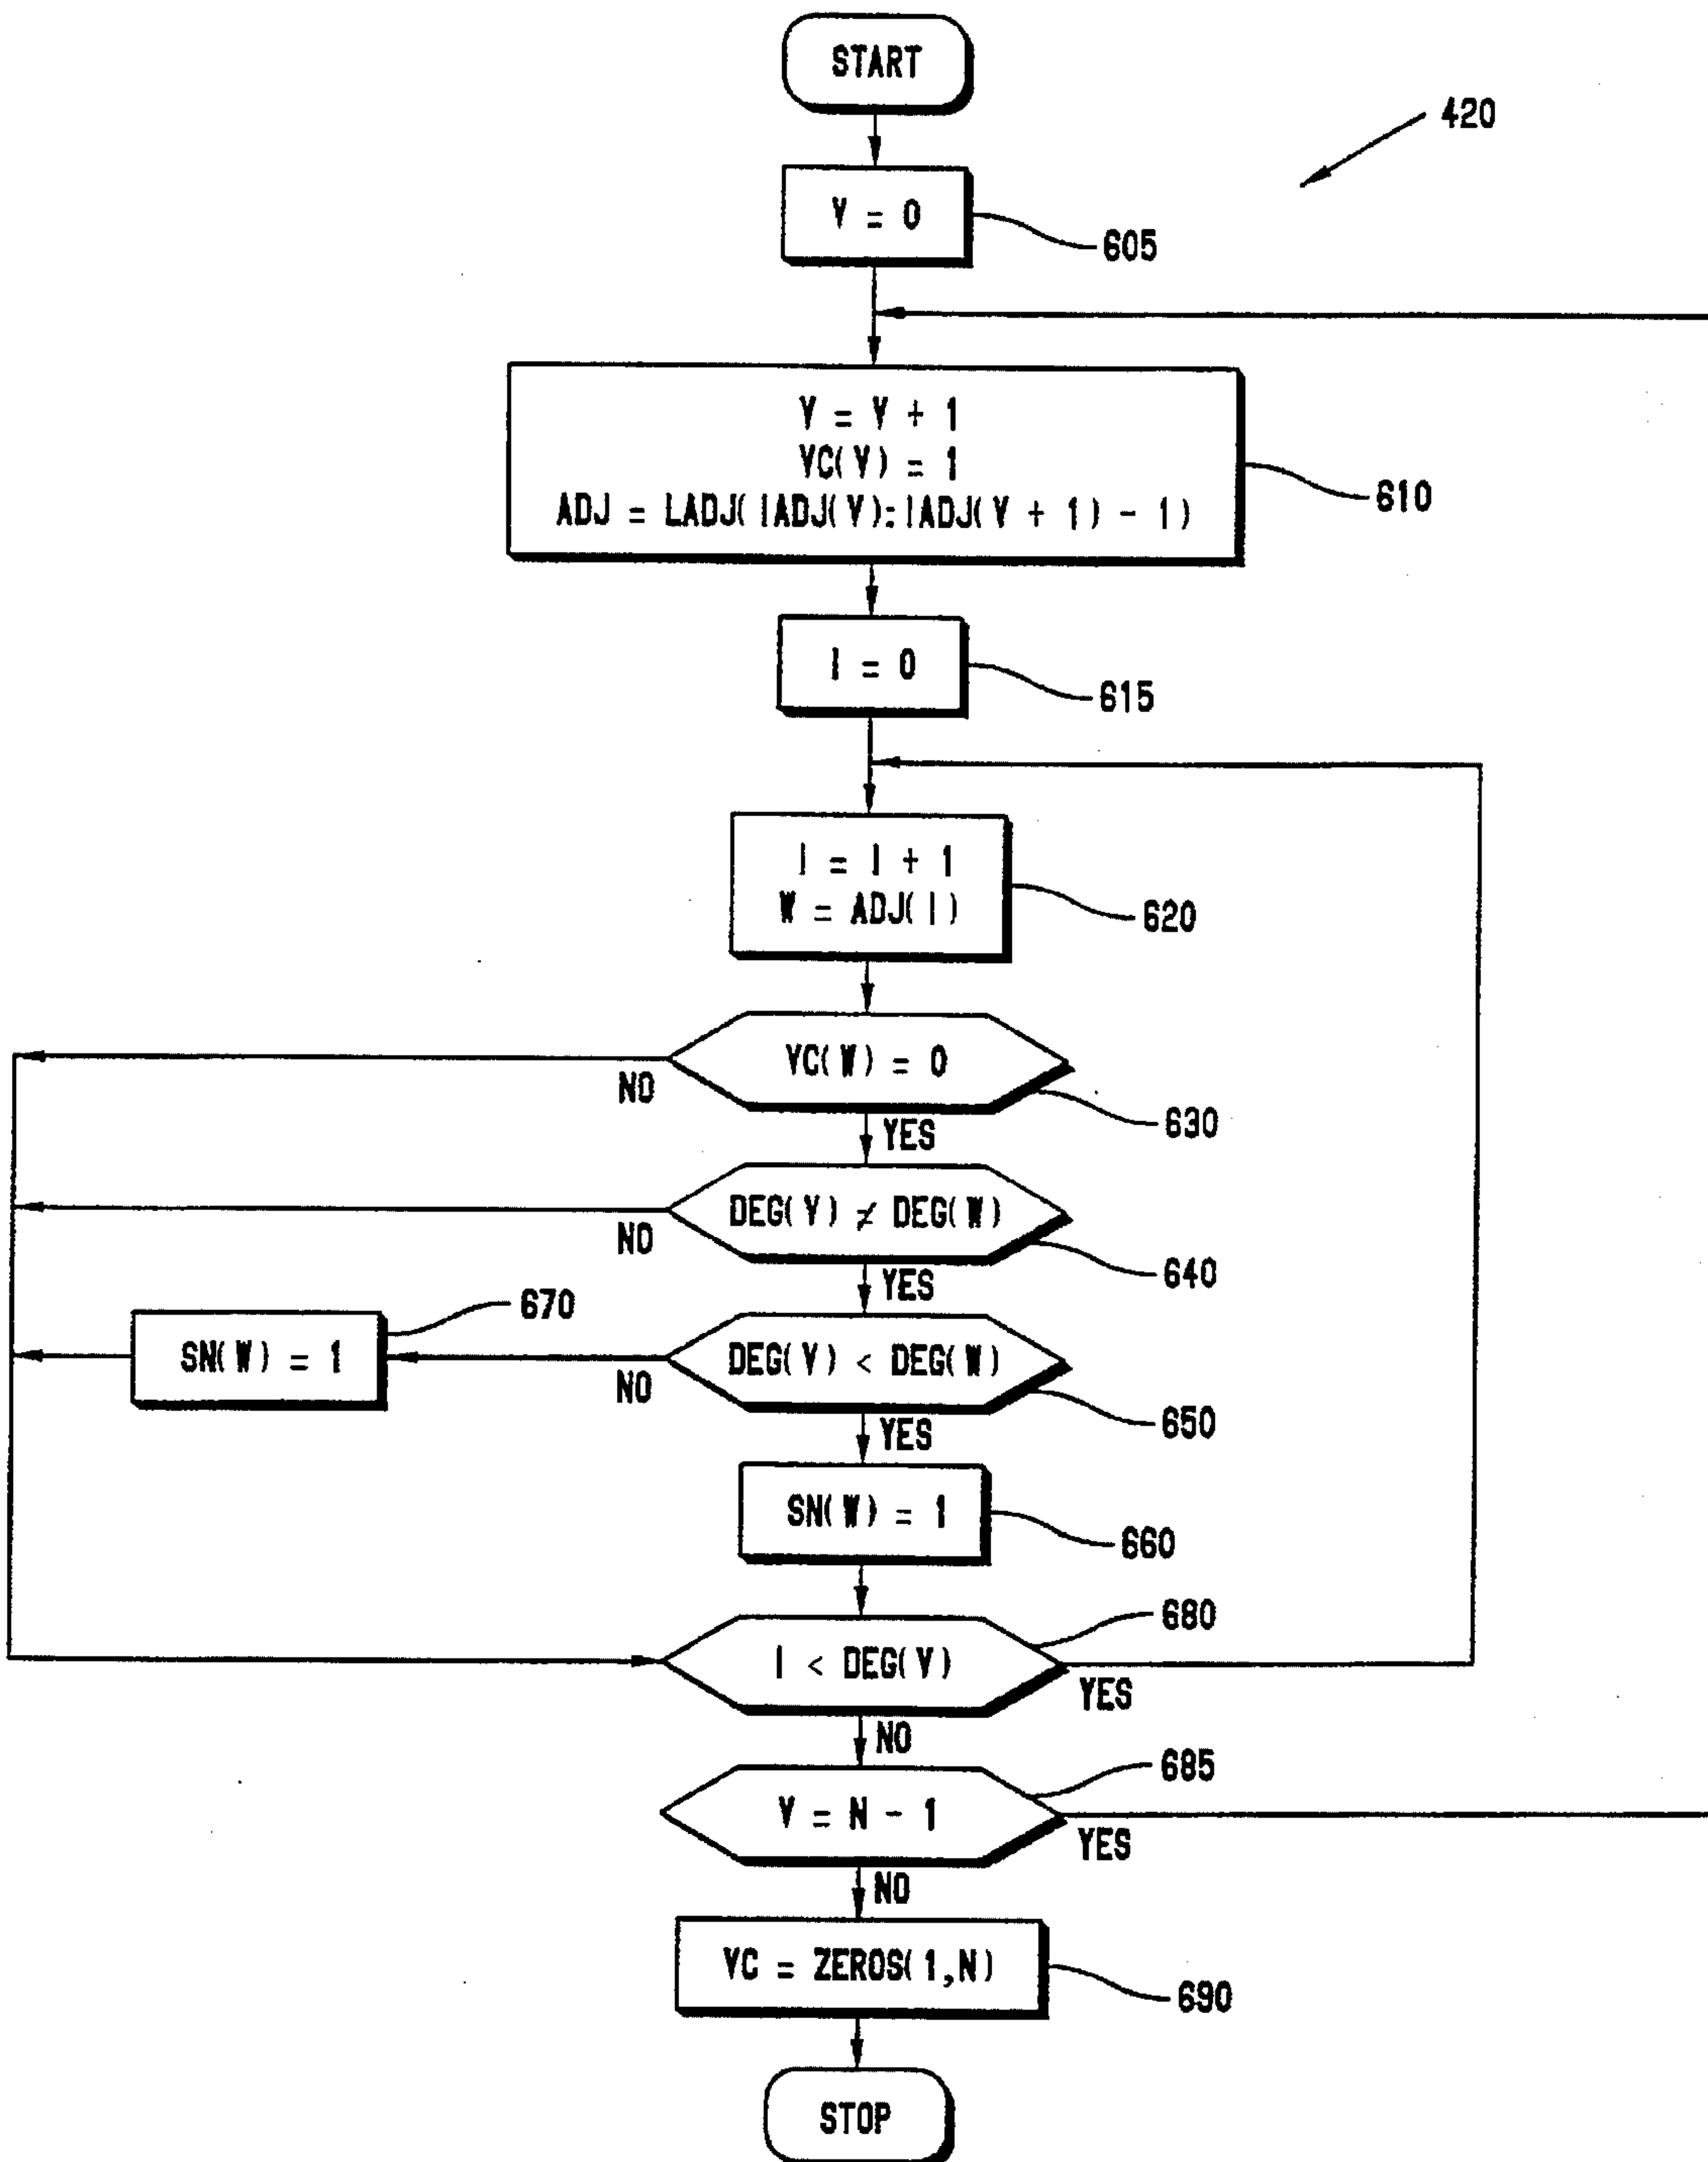 START
420
V = 0
605
V = V + 1
VC(V) = 1
ADJ = LADJ(IADJ(V):IADJ(V + 1) - 1)
610
I = 0
615
I = I + 1
W = ADJ(I)
620
VC(W) = 0
NO
630
YES
DEG(V) ≠ DEG(W)
NO
640
YES
670
SN(W) = 1
DEG(V) < DEG(W)
NO
650
YES
SN(W) = 1
660
680
I < DEG(V)
YES
NO
685
V = N - 1
YES
NO
VC = ZEROS(1,N)
690
STOP